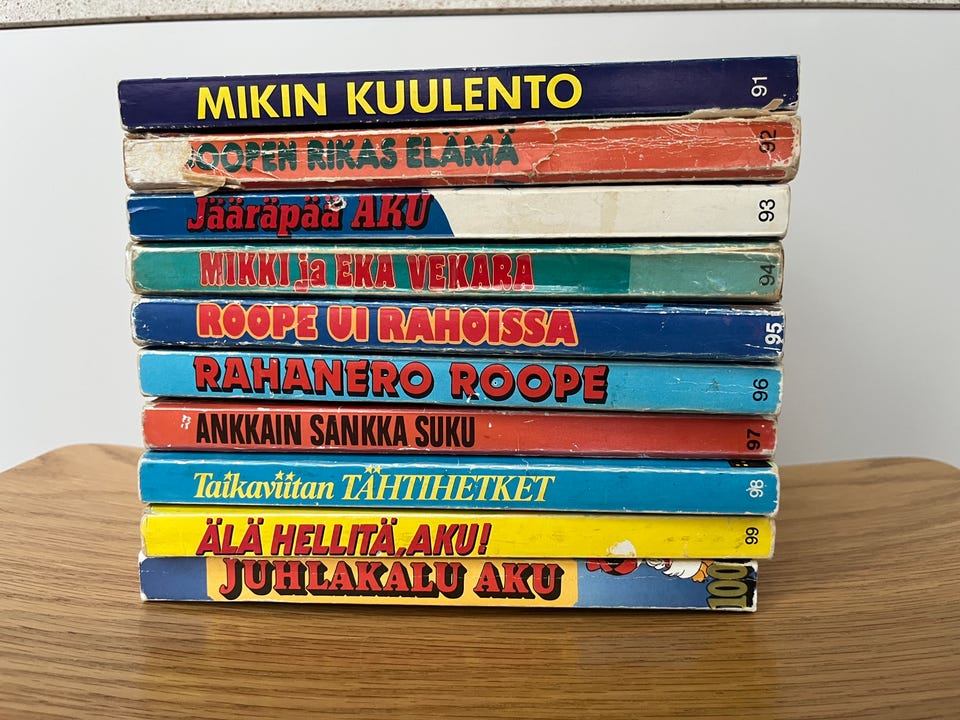 MIKIN KUULENTO 91
OOPEN RIKAS ELÄMÄ 92
Jääräpää AKU 93
MIKKI ja EKA VEKARA 94
ROOPE UI RAHOISSA 95
RAHANERO ROOPE 96
ANKKAIN SANKKA SUKU 97
Taikaviitan TÄHTIHETKET 98
ÄLÄ HELLITÄ, AKU! 99
JUHLAKALU AKU 100